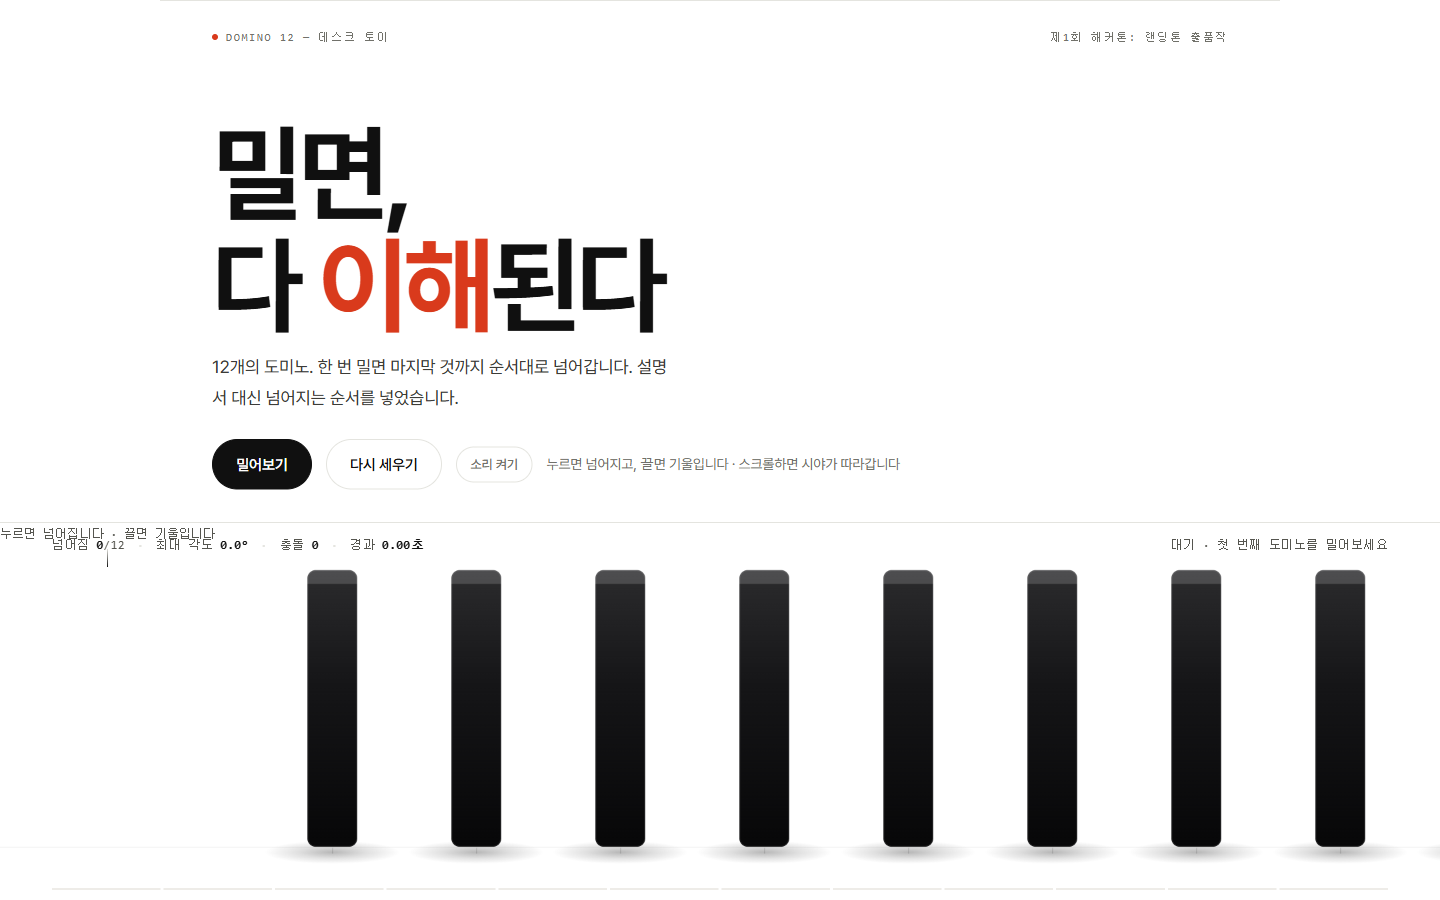 DOMINO 12 — 데스크 토이
제1회 해커톤: 랜딩톤 출품작
밀면,
다 이해된다
12개의 도미노. 한 번 밀면 마지막 것까지 순서대로 넘어갑니다. 설명
서 대신 넘어지는 순서를 넣었습니다.
밀어보기
다시 세우기
소리 켜기
누르면 넘어지고, 끌면 기울입니다 · 스크롤하면 시야가 따라갑니다
누르면 넘어집니다 · 끌면 기울입니다
넘어짐 0/12 · 최대 각도 0.0° · 충돌 0 · 경과 0.00초
대기 · 첫 번째 도미노를 밀어보세요